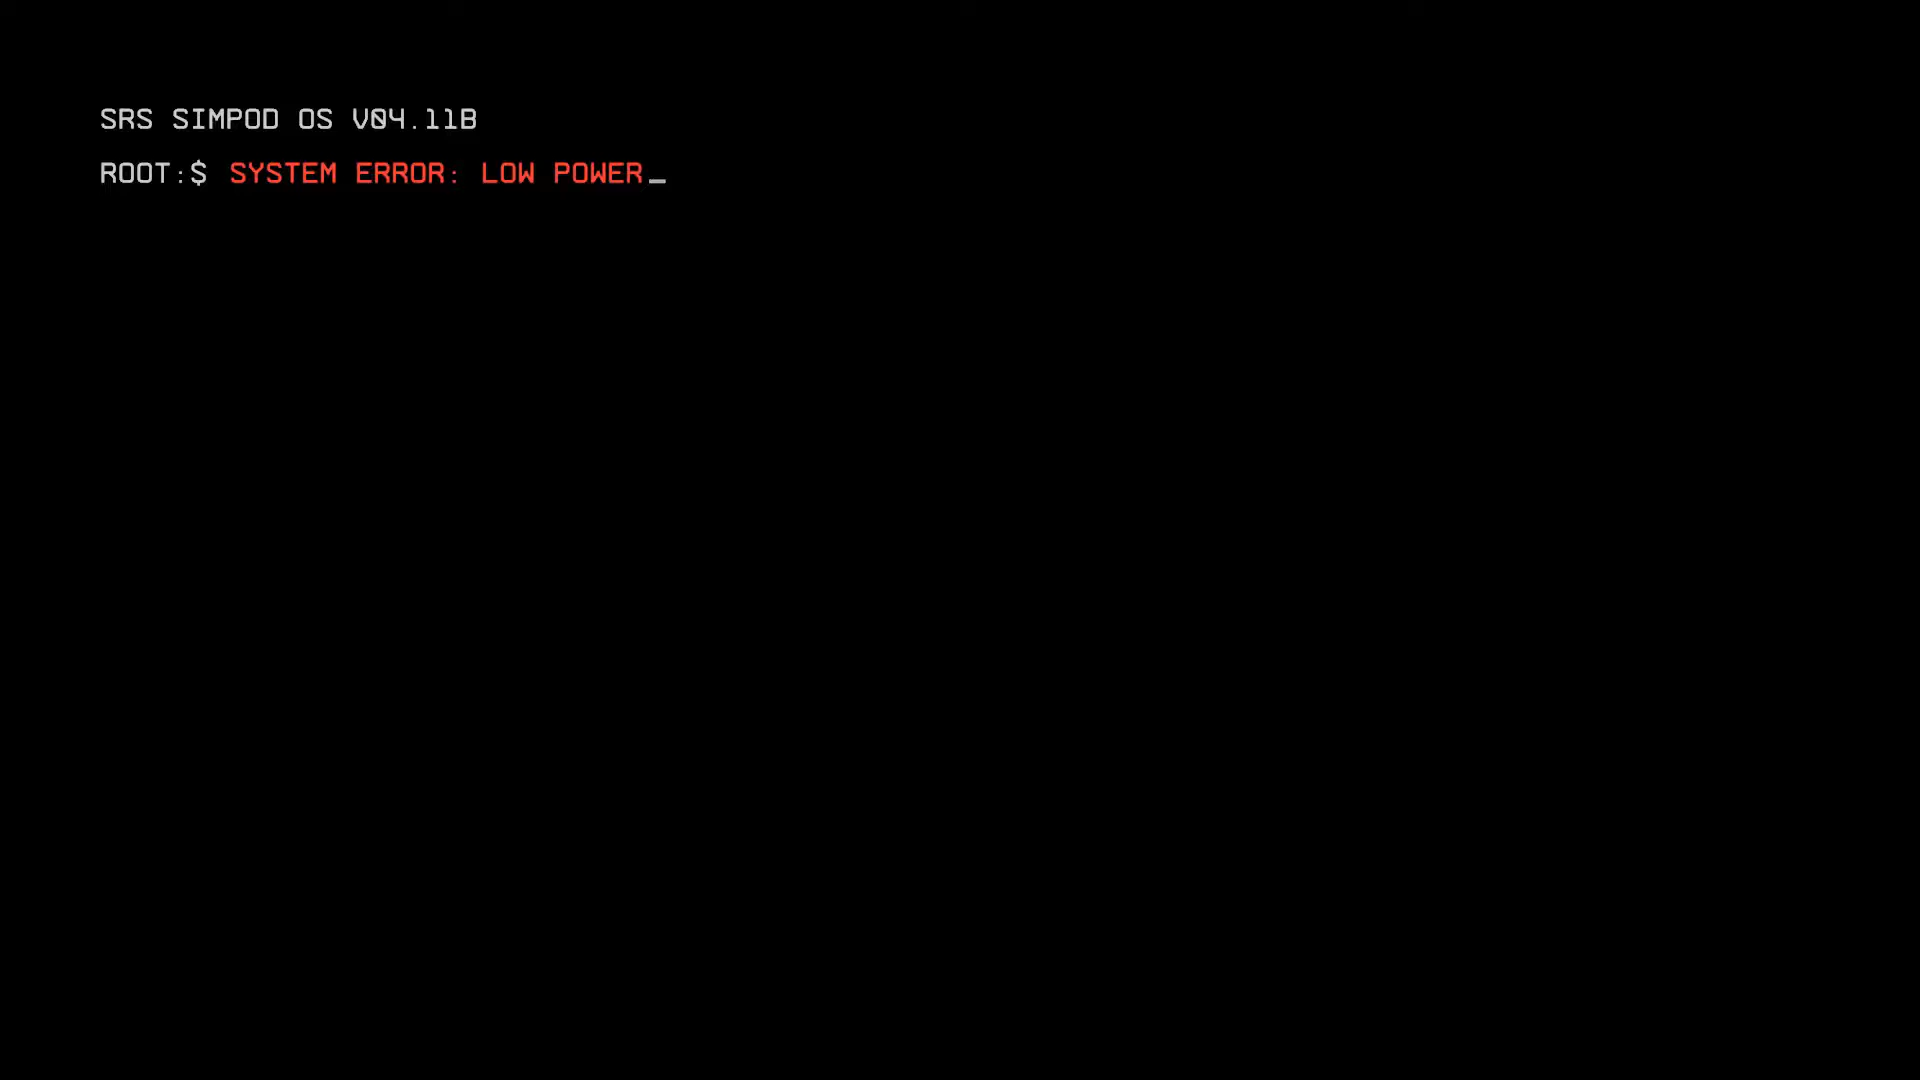 SRS SIMPOD OS V04.11B
ROOT:$ SYSTEM ERROR: LOW POWER_